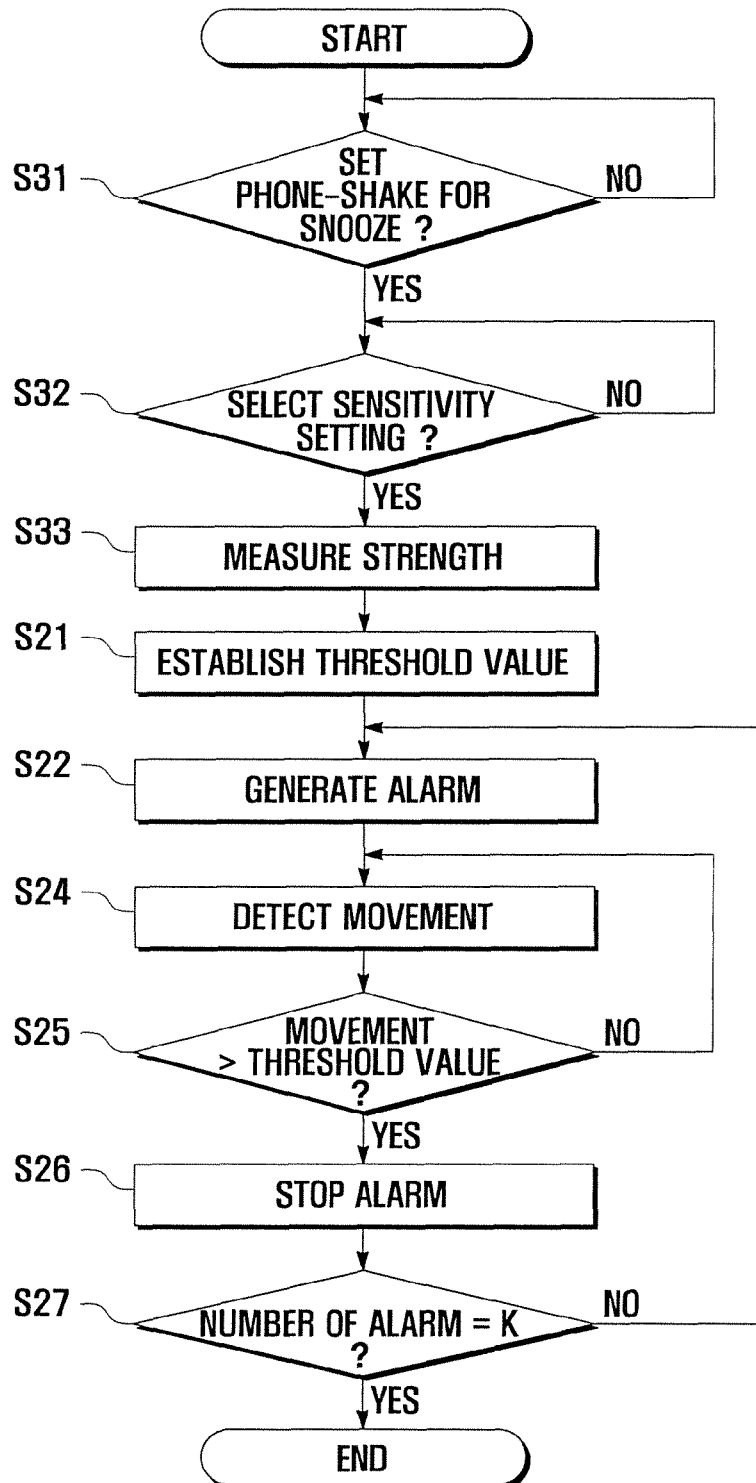 START
S31
SET
PHONE-SHAKE FOR
SNOOZE ?
NO
YES
S32
SELECT SENSITIVITY
SETTING ?
NO
YES
S33
MEASURE STRENGTH
S21
ESTABLISH THRESHOLD VALUE
S22
GENERATE ALARM
S24
DETECT MOVEMENT
S25
MOVEMENT
> THRESHOLD VALUE
?
NO
YES
S26
STOP ALARM
S27
NUMBER OF ALARM = K
?
NO
YES
END